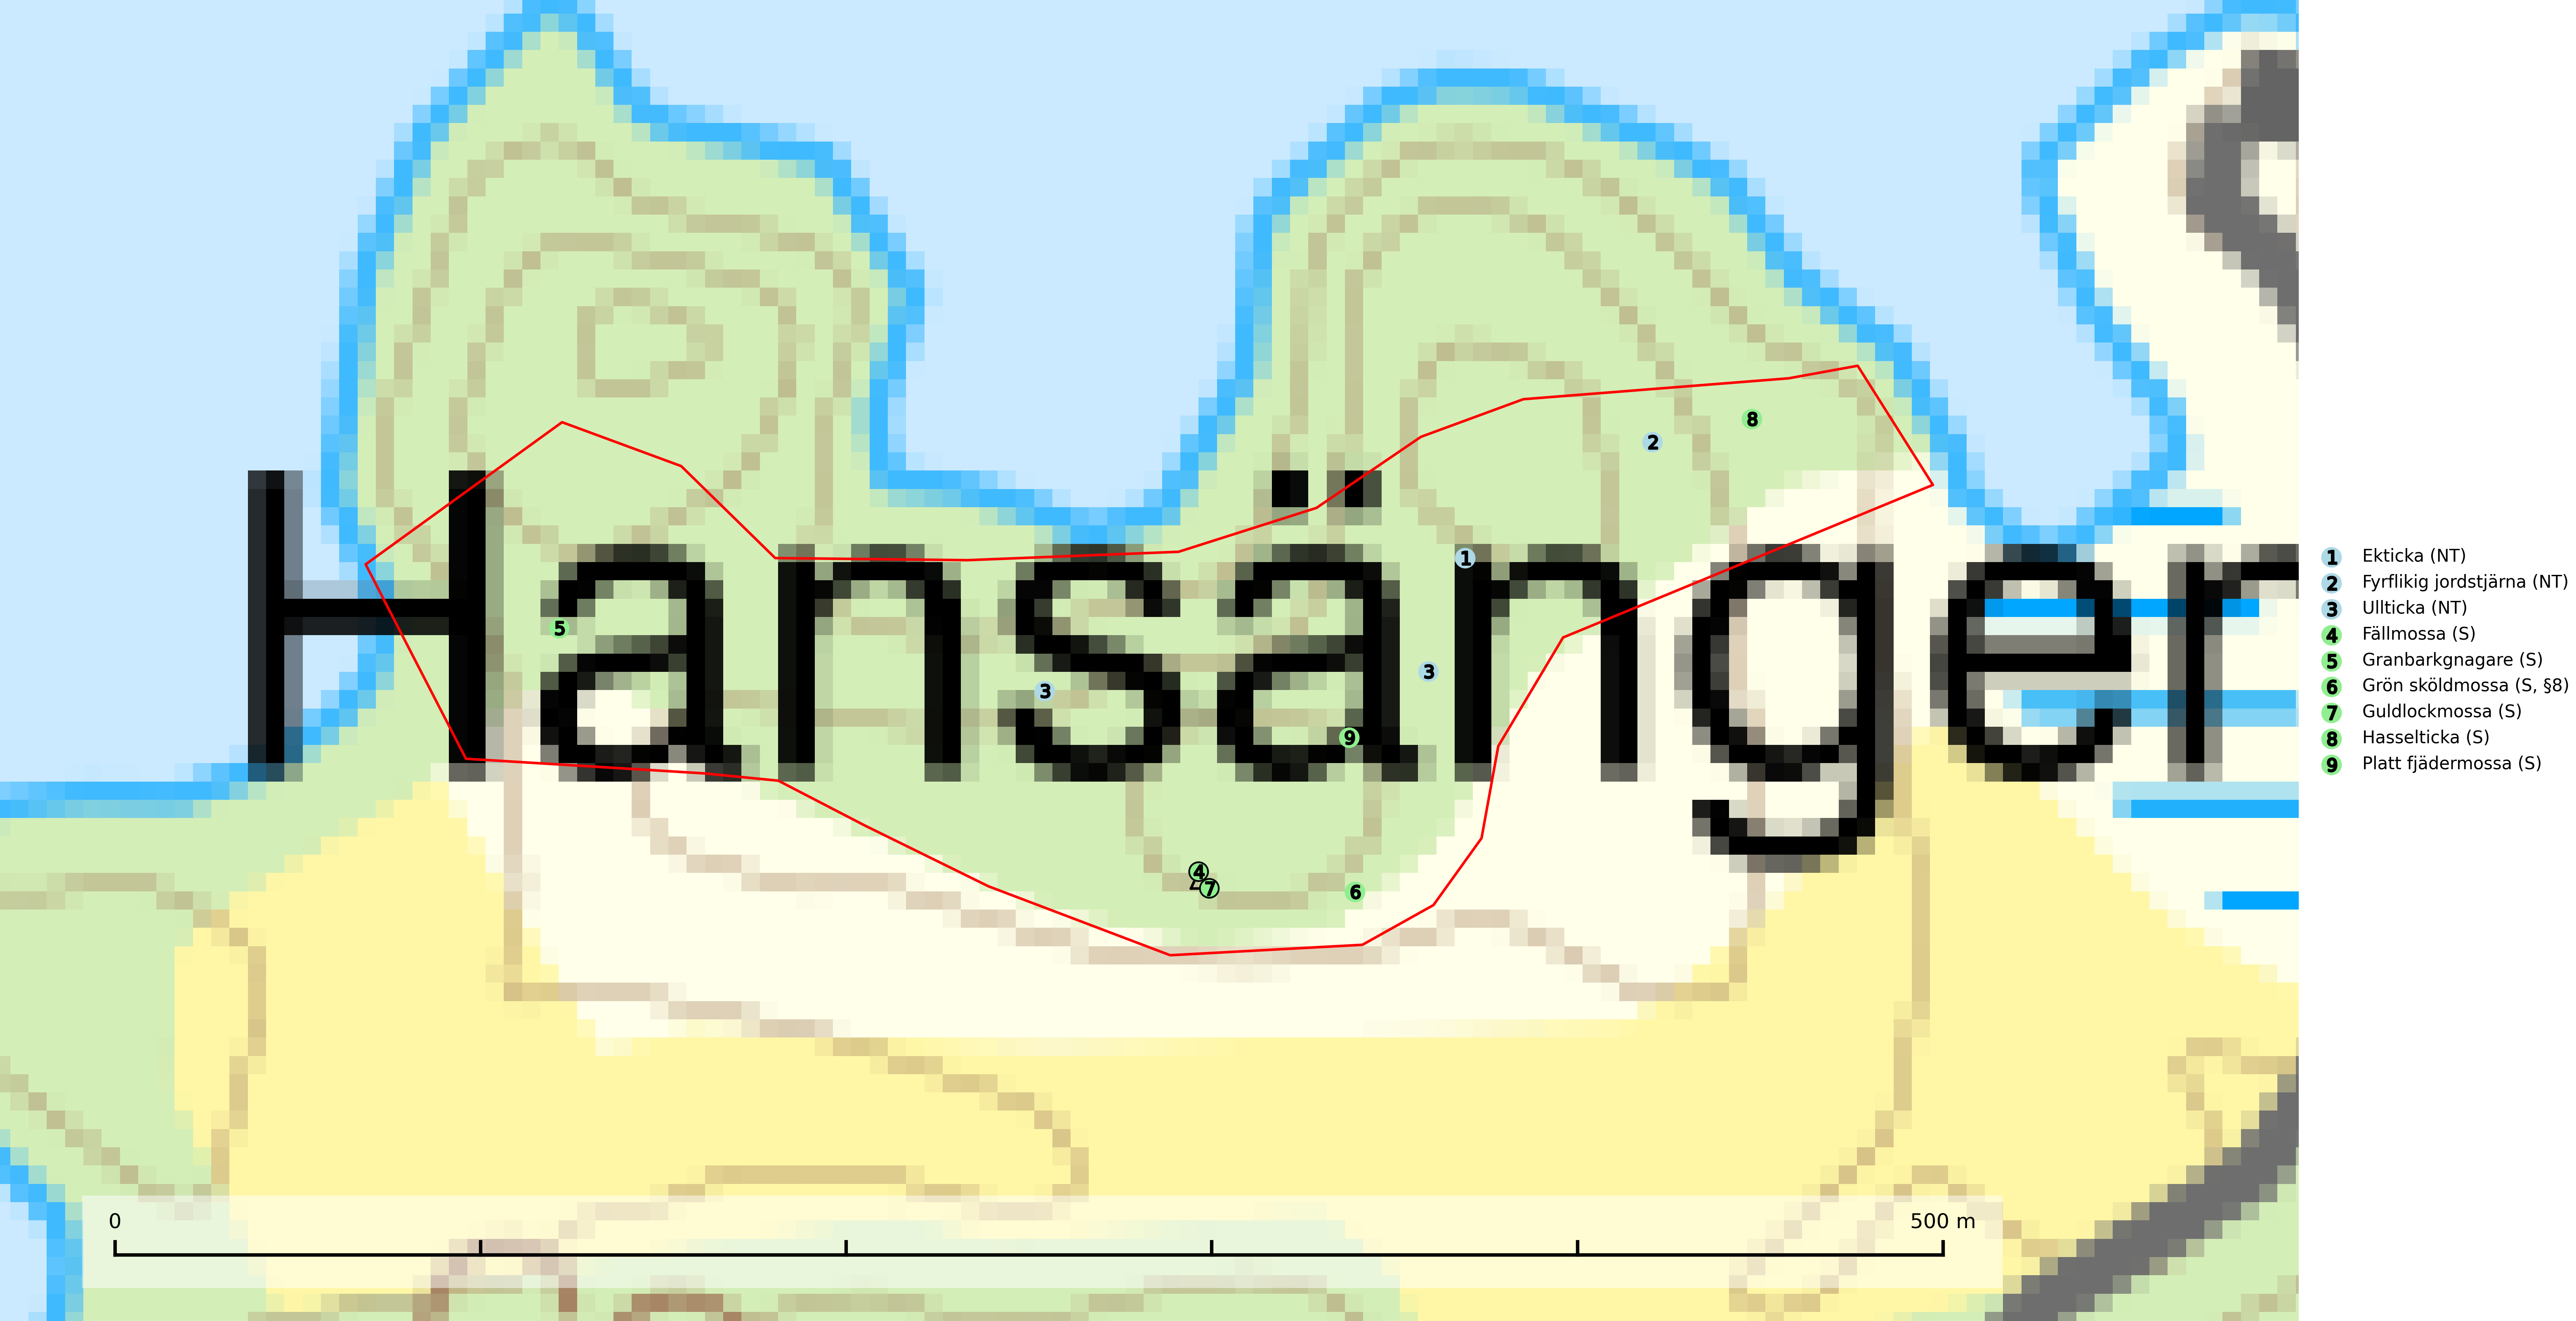 8
2
Hansänger
1
5
3
3
9
4
7
6
0
500 m
1 Ekticka (NT)
2 Fyrflikig jordstjärna (NT)
3 Ullticka (NT)
4 Fällmossa (S)
5 Granbarkgnagare (S)
6 Grön sköldmossa (S, §8)
7 Guldlockmossa (S)
8 Hasselticka (S)
9 Platt fjädermossa (S)